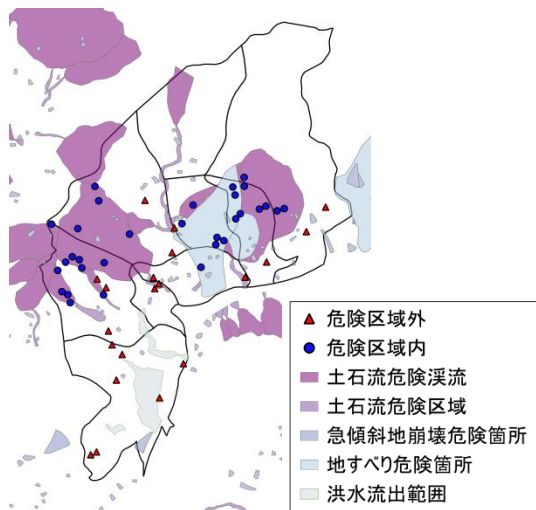 危険区域外
危険区域内
土石流危険渓流
土石流危険区域
急傾斜地崩壊危険箇所
地すべり危険箇所
洪水流出範囲